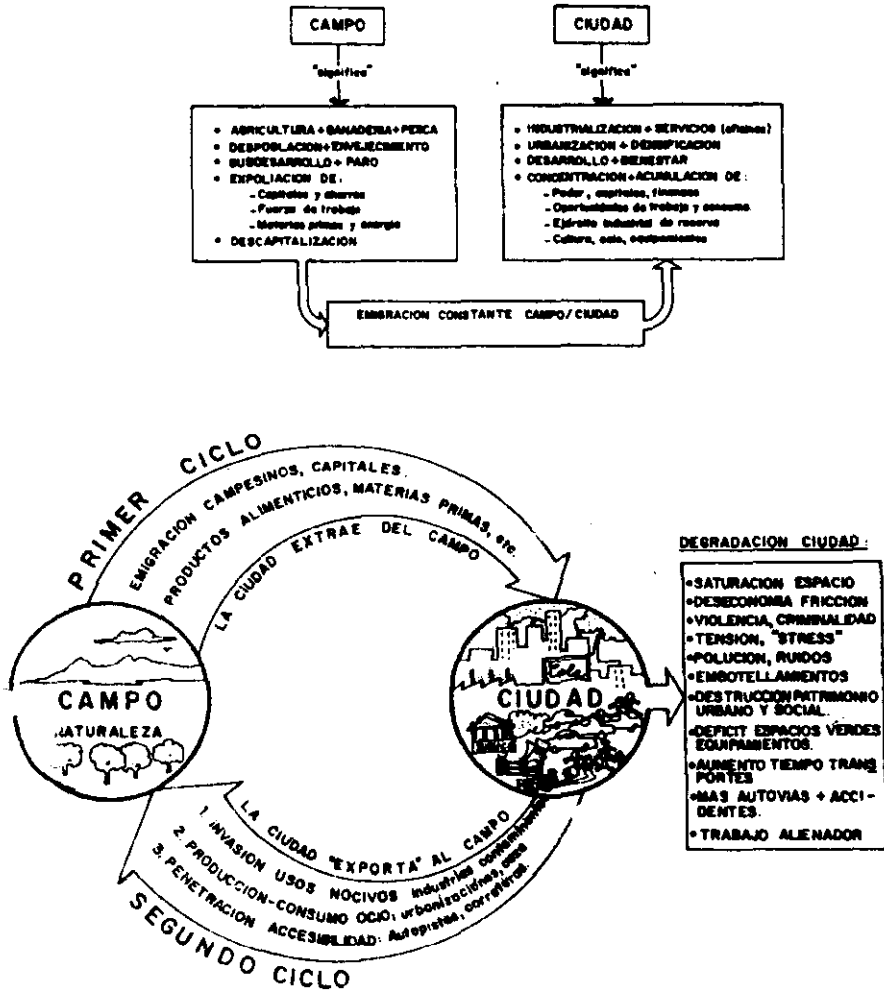 CAMPO
CIUDAD
"significa"
"significa"
• AGRICULTURA + GANADERIA + PESCA
• DESPOBLACION + ENVEJECIMIENTO
• SUBDESARROLLO + PARO
• EXPOLIACION DE:
- Capitales y ahorros
- Fuerza de trabajo
- Materias primas y energía
• DESCAPITALIZACION
• INDUSTRIALIZACION + SERVICIOS (oficinas)
• URBANIZACION + DENSIFICACION
• DESARROLLO + BIENESTAR
• CONCENTRACION + ACUMULACION DE:
- Poder, capitales, finanzas
- Oportunidades de trabajo y consumo
- Ejército industrial de reserva
- Cultura, ocio, equipamientos
EMIGRACION CONSTANTE CAMPO/CIUDAD
PRIMER CICLO
EMIGRACION CAMPESINOS, CAPITALES.
PRODUCTOS ALIMENTICIOS, MATERIAS PRIMAS, etc.
LA CIUDAD EXTRAE DEL CAMPO
CAMPO
NATURALEZA
CIUDAD
DEGRADACION CIUDAD:
• SATURACION ESPACIO
• DESECONOMIA FRICCION
• VIOLENCIA, CRIMINALIDAD
• TENSION, "STRESS"
• POLUCION, RUIDOS
• EMBOTELLAMIENTOS
• DESTRUCCION PATRIMONIO
URBANO Y SOCIAL.
• DEFICIT ESPACIOS VERDES
EQUIPAMIENTOS.
• AUMENTO TIEMPO TRANS
PORTES
• MAS AUTOVIAS + ACCI-
DENTES.
• TRABAJO ALIENADOR
LA CIUDAD "EXPORTA" AL CAMPO
1. INVASION USOS NOCIVOS Industrias contaminantes
2. PRODUCCION-CONSUMO OCIO; urbanizaciones,
3. PENETRACION ACCESIBILIDAD: Autopistas, carreteras.
SEGUNDO CICLO